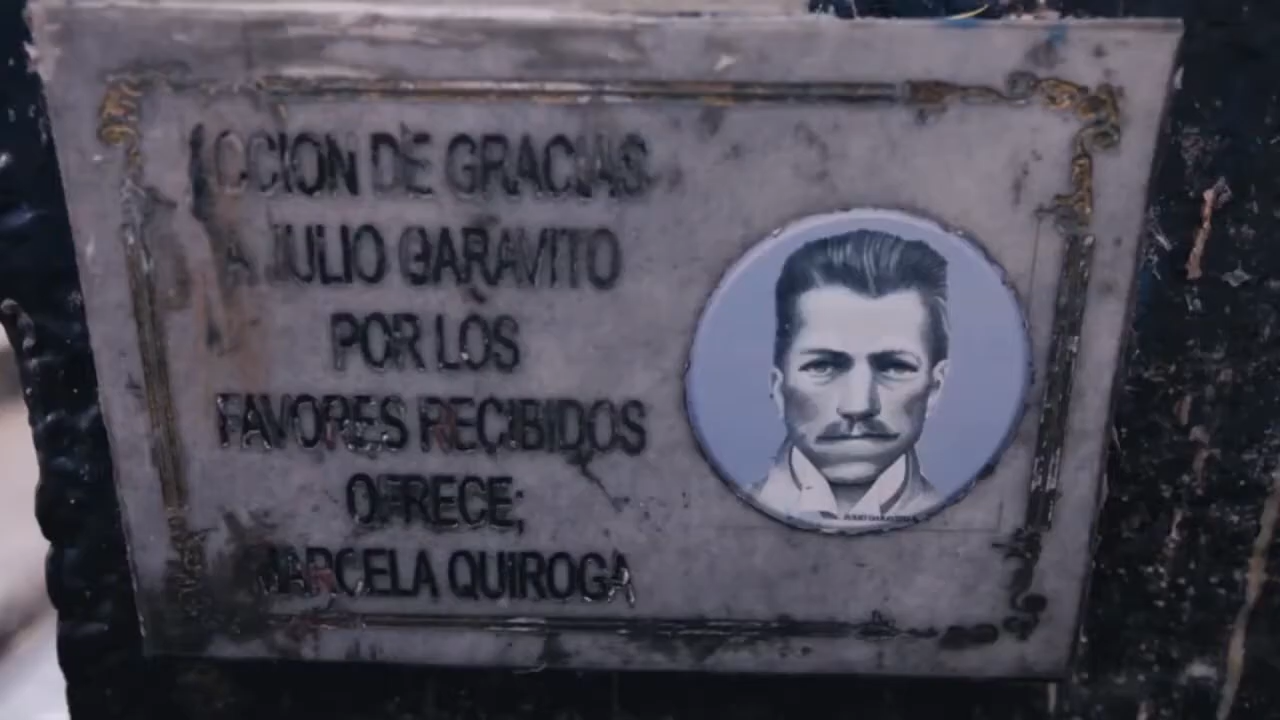 ACCION DE GRACIAS
A JULIO GARAVITO
POR LOS
FAVORES RECIBIDOS
OFRECE;
MARCELA QUIROGA